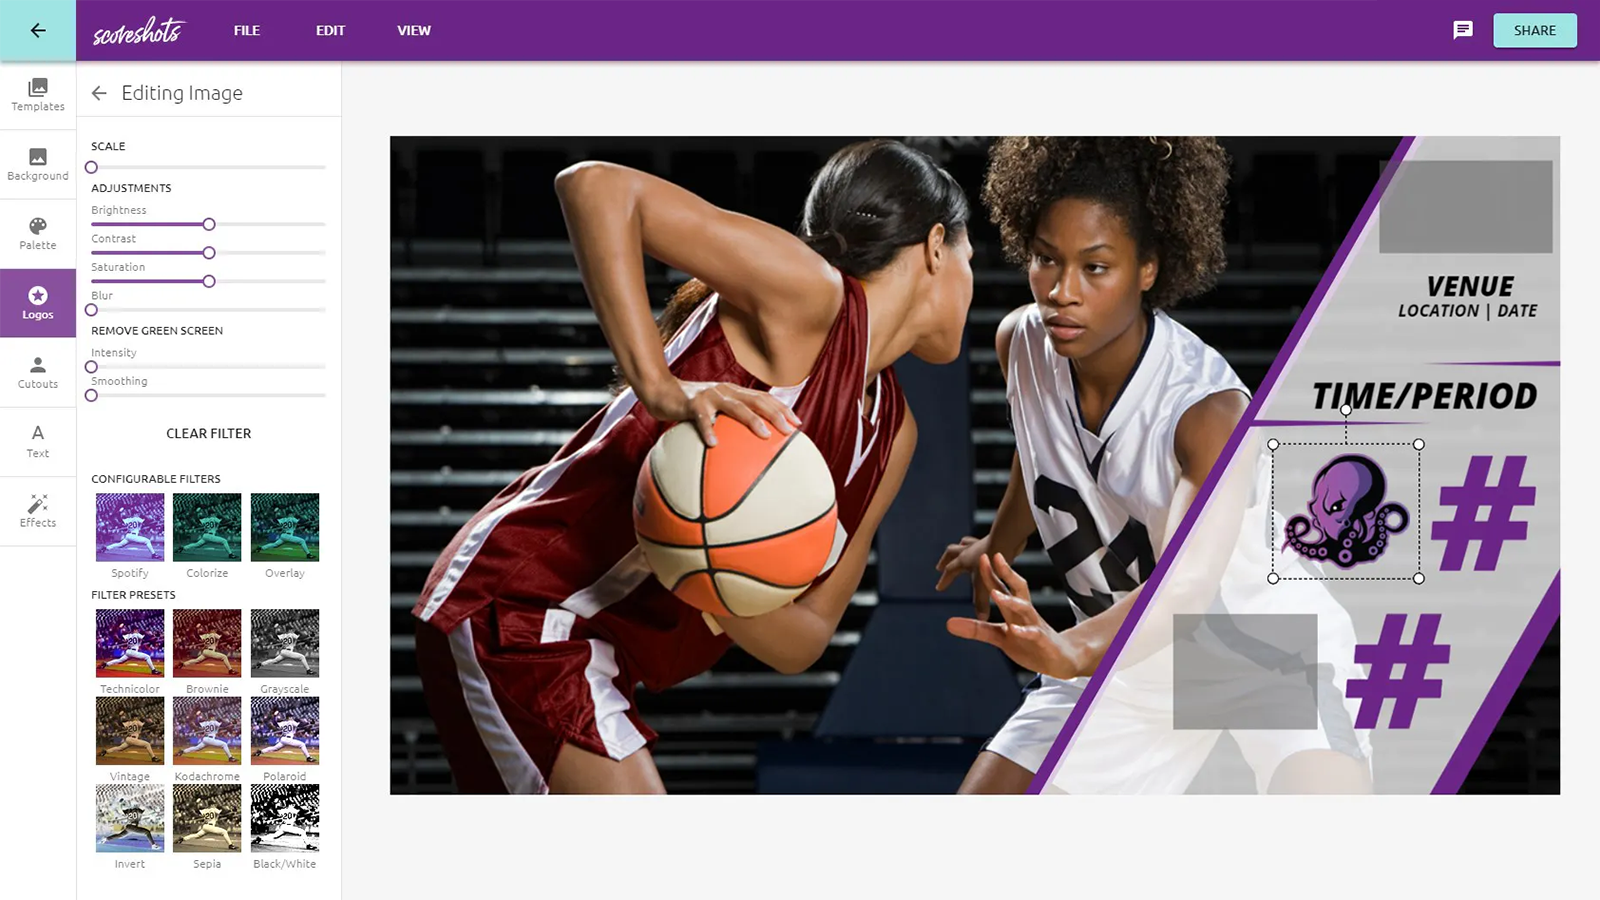 scoreshots FILE EDIT VIEW SHARE
Templates
Background
Palette
Logos
Cutouts
A
Text
Effects
Editing Image
SCALE
ADJUSTMENTS
Brightness
Contrast
Saturation
Blur
REMOVE GREEN SCREEN
Intensity
Smoothing
CLEAR FILTER
CONFIGURABLE FILTERS
Spotify Colorize Overlay
FILTER PRESETS
Technicolor Brownie Grayscale
Vintage Kodachrome Polaroid
Invert Sepia Black/White
VENUE
LOCATION | DATE
TIME/PERIOD
#
#
24